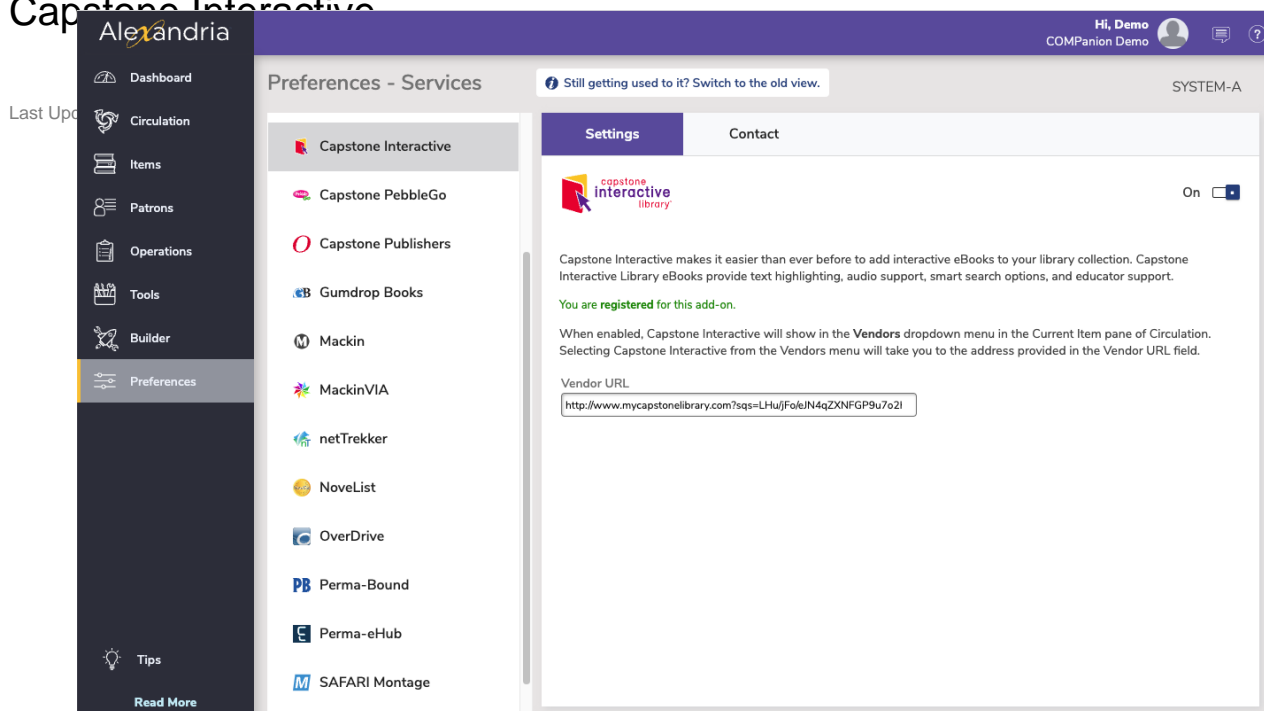 Capstone Interactive
Alexandria
Hi, Demo
COMPanion Demo
Dashboard
Preferences - Services
Still getting used to it? Switch to the old view.
SYSTEM-A
Last Upd
Circulation
Items
Patrons
Operations
Tools
Builder
Preferences
Tips
Read More
Capstone Interactive
Capstone PebbleGo
Capstone Publishers
Gumdrop Books
Mackin
MackinVIA
netTrekker
NoveList
OverDrive
Perma-Bound
Perma-eHub
SAFARI Montage
Settings
Contact
capstone
interactive
library
On
Capstone Interactive makes it easier than ever before to add interactive eBooks to your library collection. Capstone
Interactive Library eBooks provide text highlighting, audio support, smart search options, and educator support.
You are registered for this add-on.
When enabled, Capstone Interactive will show in the Vendors dropdown menu in the Current Item pane of Circulation.
Selecting Capstone Interactive from the Vendors menu will take you to the address provided in the Vendor URL field.
Vendor URL
http://www.mycapstonelibrary.com?sqs=LHu/jFo/eJN4qZXNFGP9u7o2I